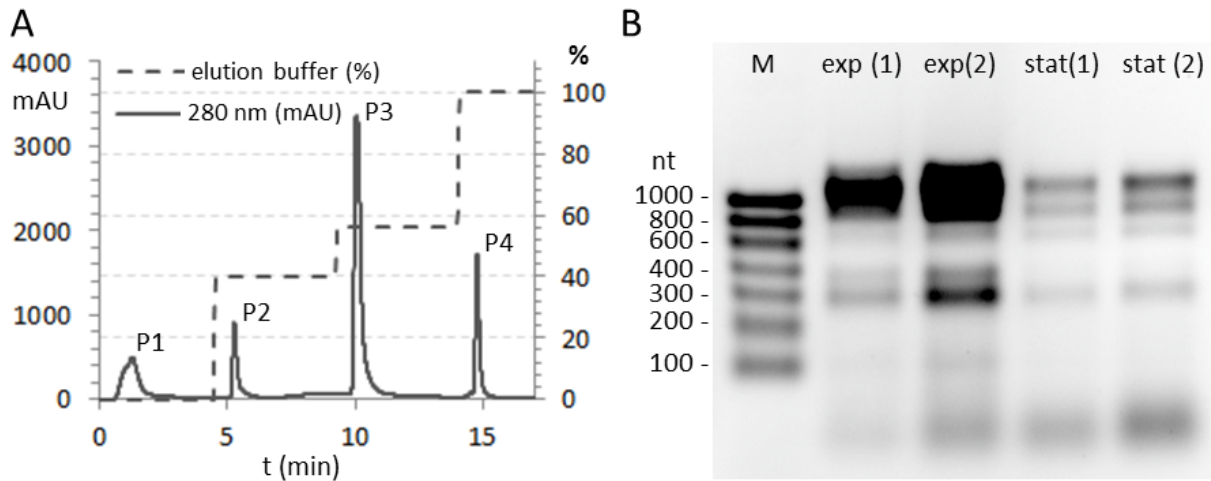 A
4000
mAU
3000
2000
1000
0
%
100
80
60
40
20
0
elution buffer (%)
280 nm (mAU)
P1
P2
P3
P4
0
5
10
15
t (min)
B
M
exp (1)
exp(2)
stat(1)
stat (2)
nt
1000 -
800 -
600 -
400 -
300 -
200 -
100 -